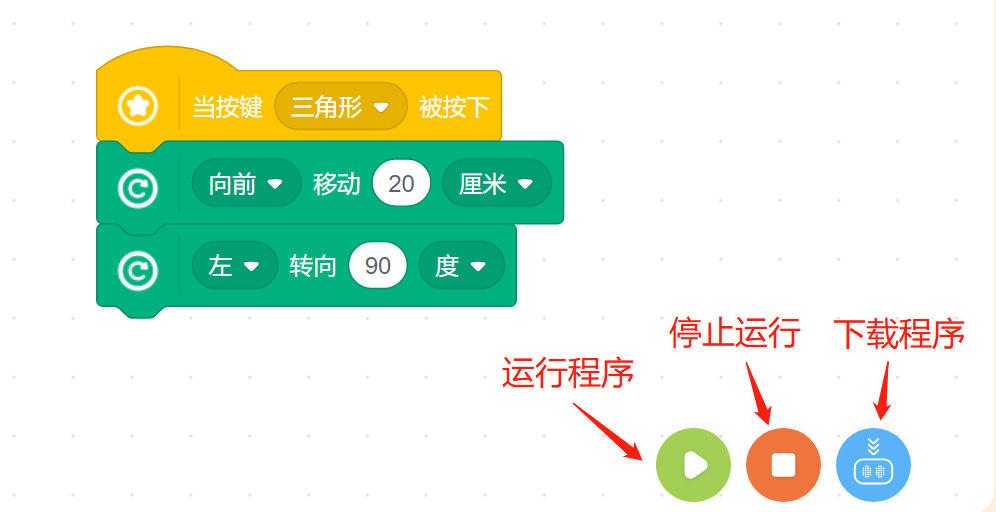 当按键 三角形 被按下
向前 移动 20 厘米
左 转向 90 度
停止运行
下载程序
运行程序